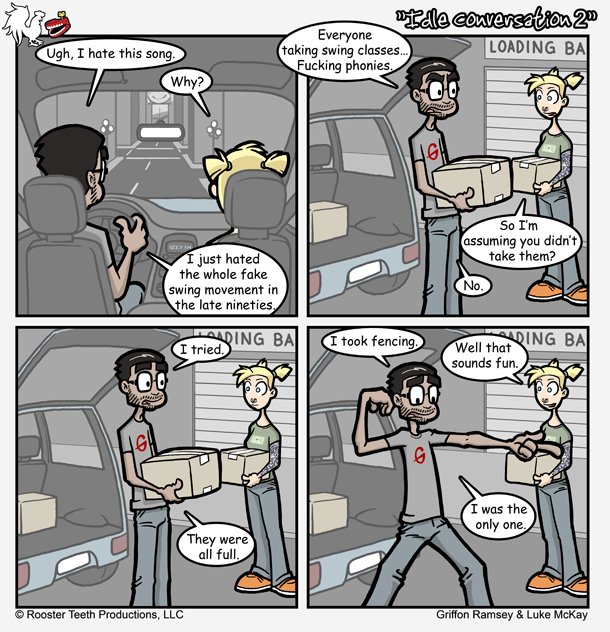 "Idle conversation 2"
Ugh, I hate this song.
Why?
I just hated
the whole fake
swing movement in
the late nineties.
Everyone
taking swing classes...
Fucking phonies.
LOADING BA
So I'm
assuming you didn't
take them?
No.
I tried.
ADING BA
They were
all full.
I took fencing.
ADING BA
Well that
sounds fun.
I was the
only one.
© Rooster Teeth Productions, LLC
Griffon Ramsey & Luke McKay